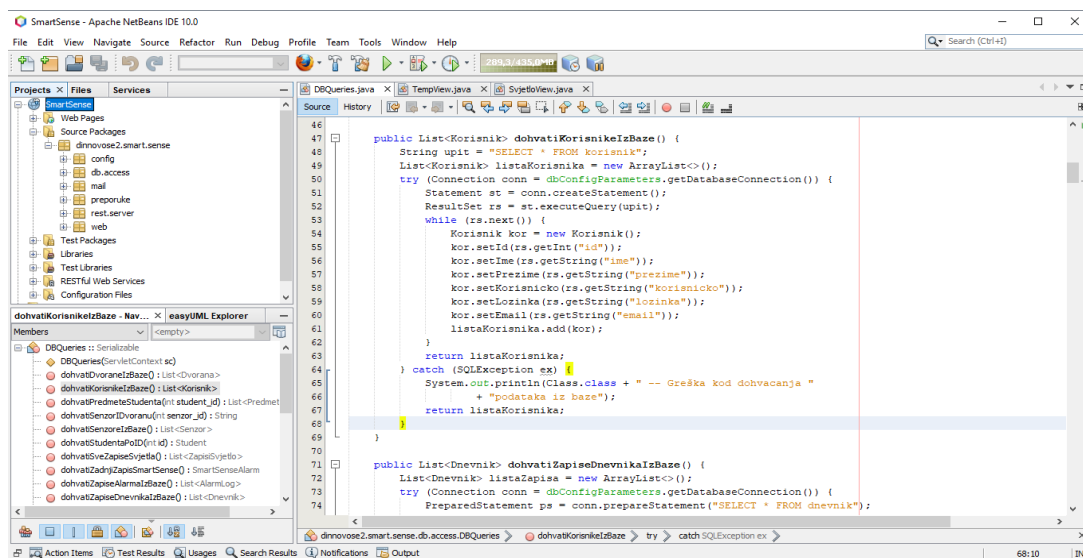 SmartSense - Apache NetBeans IDE 10.0
File Edit View Navigate Source Refactor Run Debug Profile Team Tools Window Help
Search (Ctrl+I)
289,3/435,0MB
Projects Files Services
DBQueries.java TempView.java SvjetloView.java
Source History
SmartSense
Web Pages
Source Packages
dinnovose2.smart.sense
config
db.access
mail
preporuke
rest.server
web
Test Packages
Libraries
Test Libraries
RESTful Web Services
Configuration Files
dohvatiKorisnikeIzBaze - Nav... easyUML Explorer
Members <empty>
DBQueries :: Serializable
DBQueries(ServletContext sc)
dohvatiDvoraneIzBaze() : List<Dvorana>
dohvatiKorisnikeIzBaze() : List<Korisnik>
dohvatiPredmeteStudenta(int student_id) : List<Predmet
dohvatiSenzorIDvoranu(int senzor_id) : String
dohvatiSenzoreIzBaze() : List<Senzor>
dohvatiStudentaPoID(int id) : Student
dohvatiSveZapiseSvjetla() : List<ZapisiSvjetlo>
dohvatiZadnjiZapisSmartSense() : SmartSenseAlarm
dohvatiZapiseAlarmaIzBaze() : List<AlarmLog>
dohvatiZapiseDnevnikaIzBaze() : List<Dnevnik>
46
47 public List<Korisnik> dohvatiKorisnikeIzBaze() {
48 String upit = "SELECT * FROM korisnik";
49 List<Korisnik> listaKorisnika = new ArrayList<>();
50 try (Connection conn = dbConfigParameters.getDatabaseConnection()) {
51 Statement st = conn.createStatement();
52 ResultSet rs = st.executeQuery(upit);
53 while (rs.next()) {
54 Korisnik kor = new Korisnik();
55 kor.setId(rs.getInt("id"));
56 kor.setIme(rs.getString("ime"));
57 kor.setPrezime(rs.getString("prezime"));
58 kor.setKorisnicko(rs.getString("korisnicko"));
59 kor.setLozinka(rs.getString("lozinka"));
60 kor.setEmail(rs.getString("email"));
61 listaKorisnika.add(kor);
62 }
63 return listaKorisnika;
64 } catch (SQLException ex) {
65 System.out.println(Class.class + " -- Greška kod dohvacanja "
66 + "podataka iz baze");
67 return listaKorisnika;
68 }
69 }
70
71 public List<Dnevnik> dohvatiZapiseDnevnikaIzBaze() {
72 List<Dnevnik> listaZapisa = new ArrayList<>();
73 try (Connection conn = dbConfigParameters.getDatabaseConnection()) {
74 PreparedStatement ps = conn.prepareStatement("SELECT * FROM dnevnik");
dinnovose2.smart.sense.db.access.DBQueries dohvatiKorisnikeIzBaze try catch SQLException ex
Action Items Test Results Usages Search Results Notifications Output
68:10